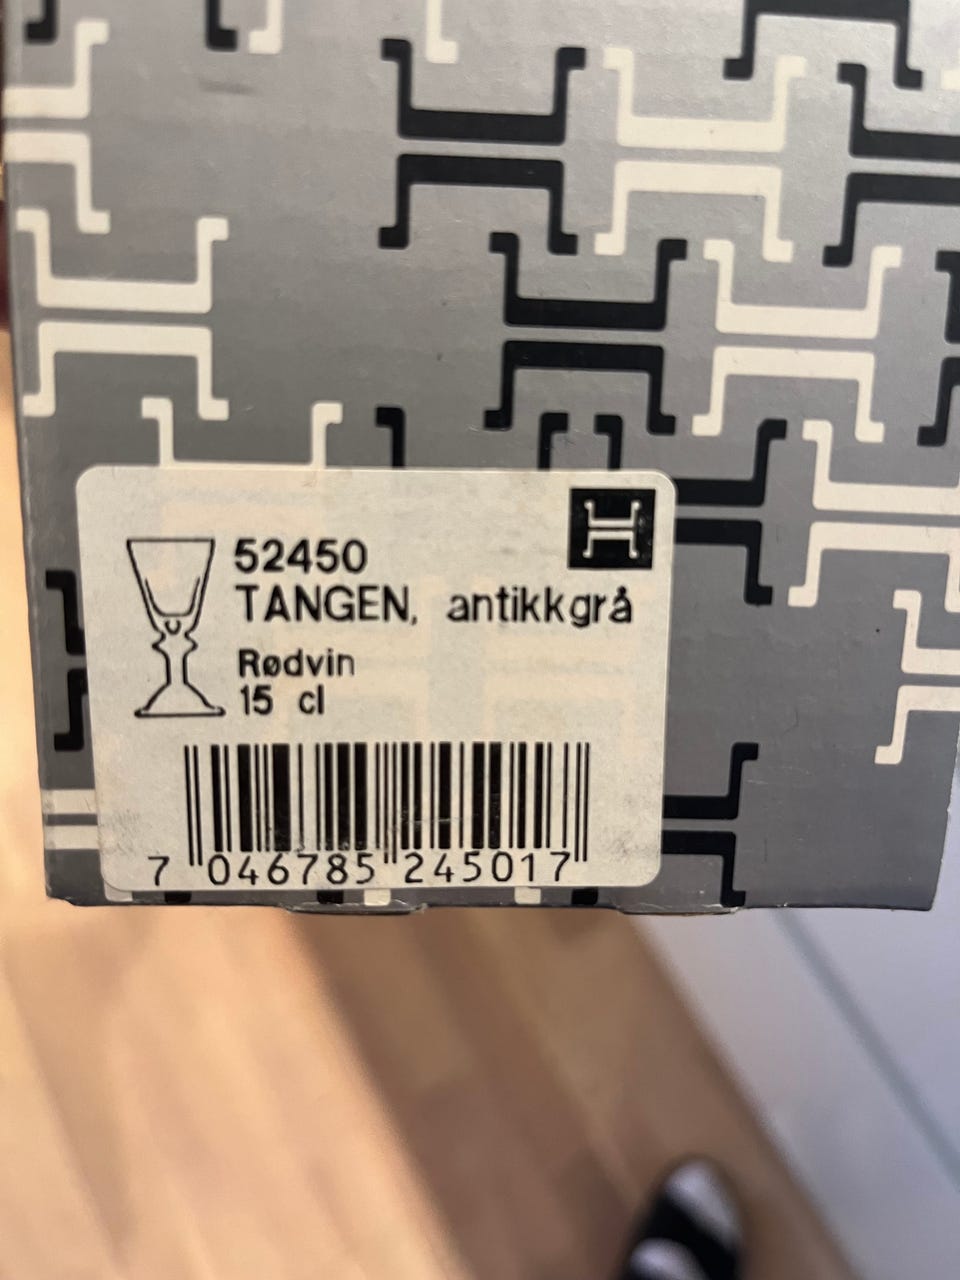 52450
TANGEN, antikkgrå
Rødvin
15 cl
7 046785 245017